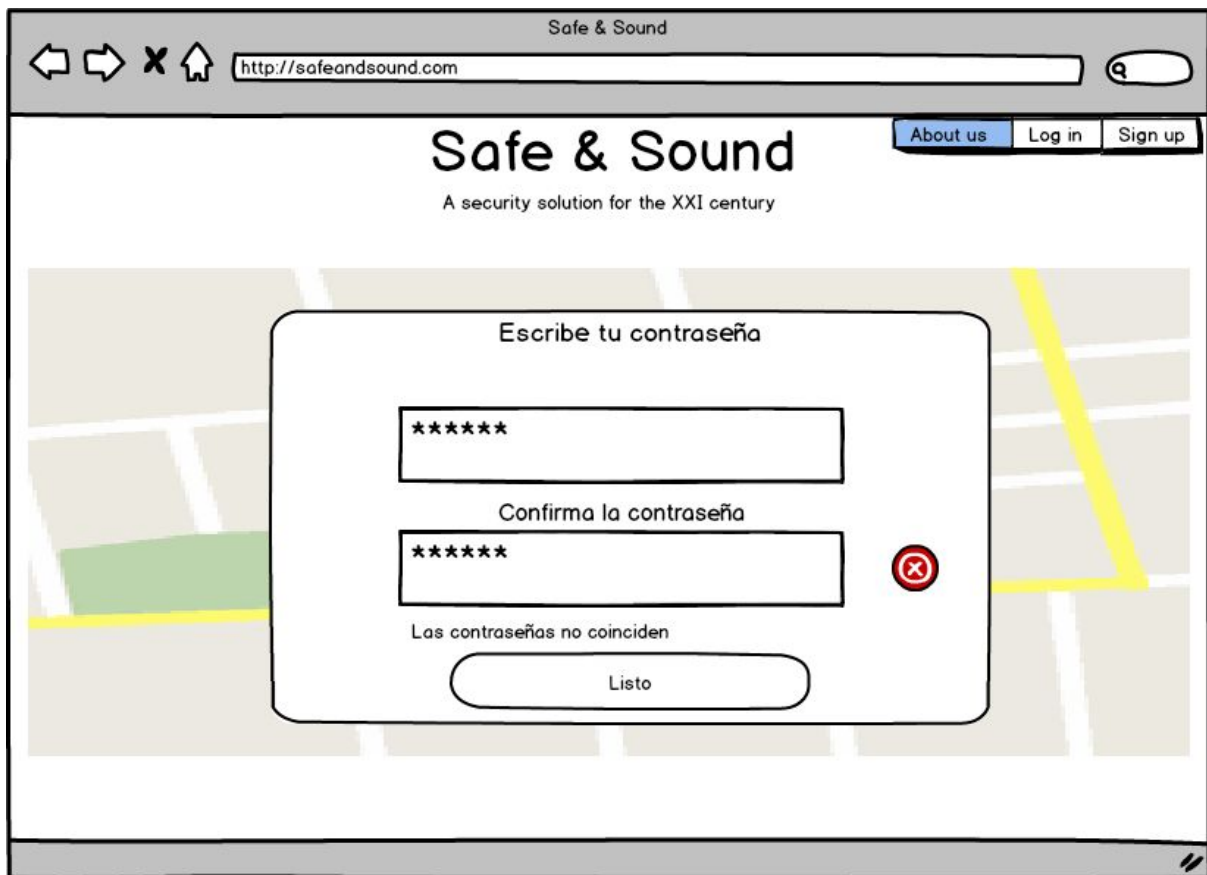 Safe & Sound
http://safeandsound.com
About us Log in Sign up
Safe & Sound
A security solution for the XXI century
Escribe tu contraseña
******
Confirma la contraseña
******
Las contraseñas no coinciden
Listo